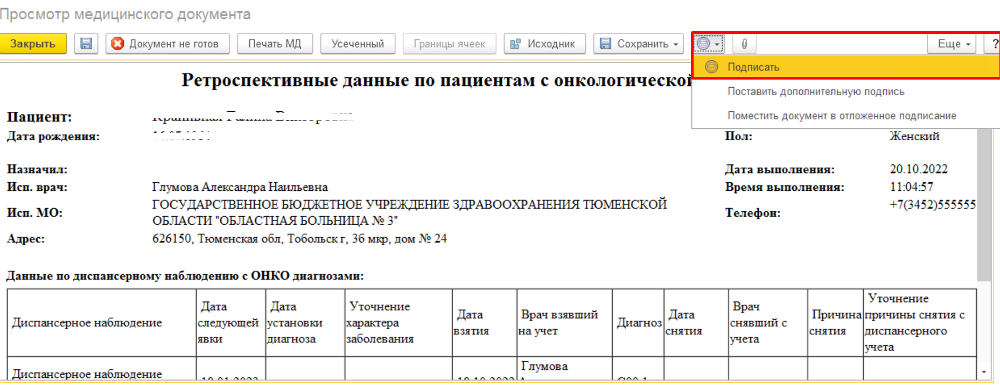 Просмотр медицинского документа
Закрыть Документ не готов Печать МД Усеченный Границы ячеек Исходник Сохранить Еще ?
Подписать
Поставить дополнительную подпись
Поместить документ в отложенное подписание
Ретроспективные данные по пациентам с онкологической
Пациент:
Дата рождения: Пол: Женский
Назначил: Дата выполнения: 20.10.2022
Исп. врач: Глумова Александра Наильевна Время выполнения: 11:04:57
Исп. МО: ГОСУДАРСТВЕННОЕ БЮДЖЕТНОЕ УЧРЕЖДЕНИЕ ЗДРАВООХРАНЕНИЯ ТЮМЕНСКОЙ
ОБЛАСТИ "ОБЛАСТНАЯ БОЛЬНИЦА № 3"
Телефон: +7(3452)555555
Адрес: 626150, Тюменская обл, Тобольск г, 36 мкр, дом № 24
Данные по диспансерному наблюдению с ОНКО диагнозами:
Диспансерное наблюдение
Дата
следующей
явки
Дата
установки
диагноза
Уточнение
характера
заболевания
Дата
взятия
Врач взявший
на учет
Диагноз
Дата
снятия
Врач
снявший с
учета
Причина
снятия
Уточнение
причины снятия с
диспансерного
учета
Диспансерное наблюдение
18.01.2023
18.10.2022
Глумова